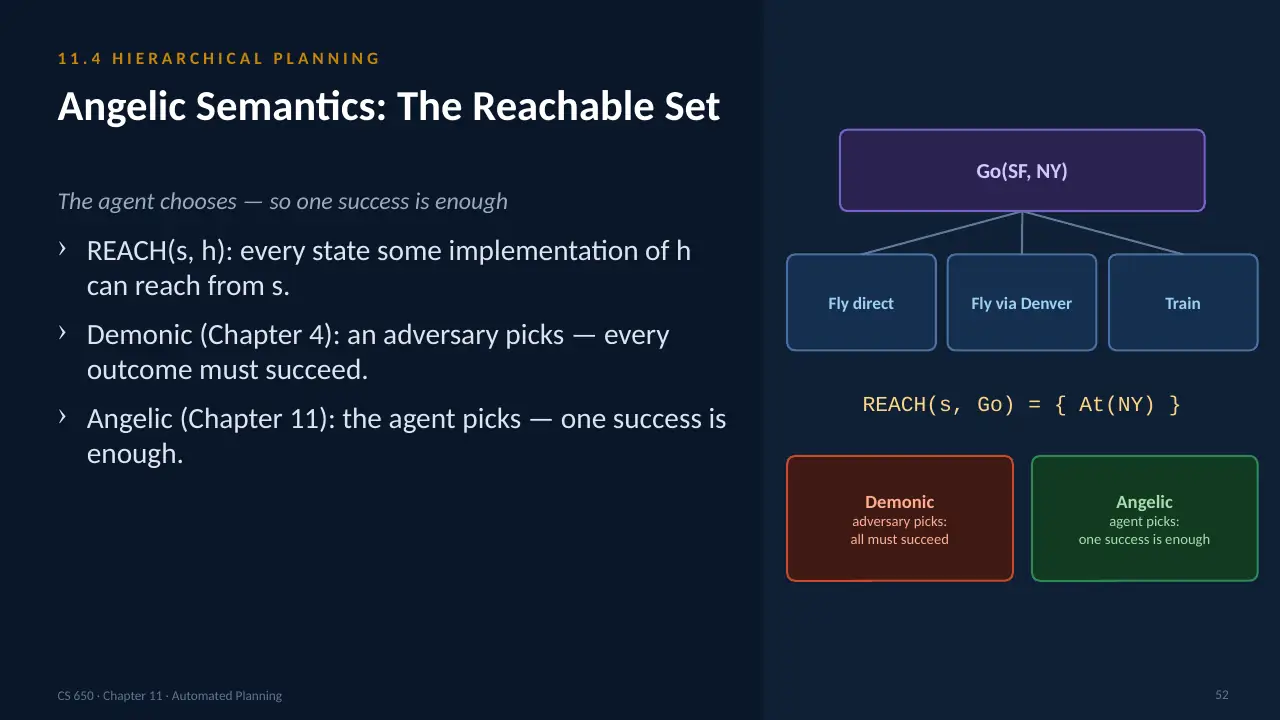 11.4 HIERARCHICAL PLANNING
Angelic Semantics: The Reachable Set
The agent chooses — so one success is enough
› REACH(s, h): every state some implementation of h
can reach from s.
› Demonic (Chapter 4): an adversary picks — every
outcome must succeed.
› Angelic (Chapter 11): the agent picks — one success is
enough.
Go(SF, NY)
Fly direct
Fly via Denver
Train
REACH(s, Go) = { At(NY) }
Demonic
adversary picks:
all must succeed
Angelic
agent picks:
one success is enough
CS 650 · Chapter 11 · Automated Planning
52